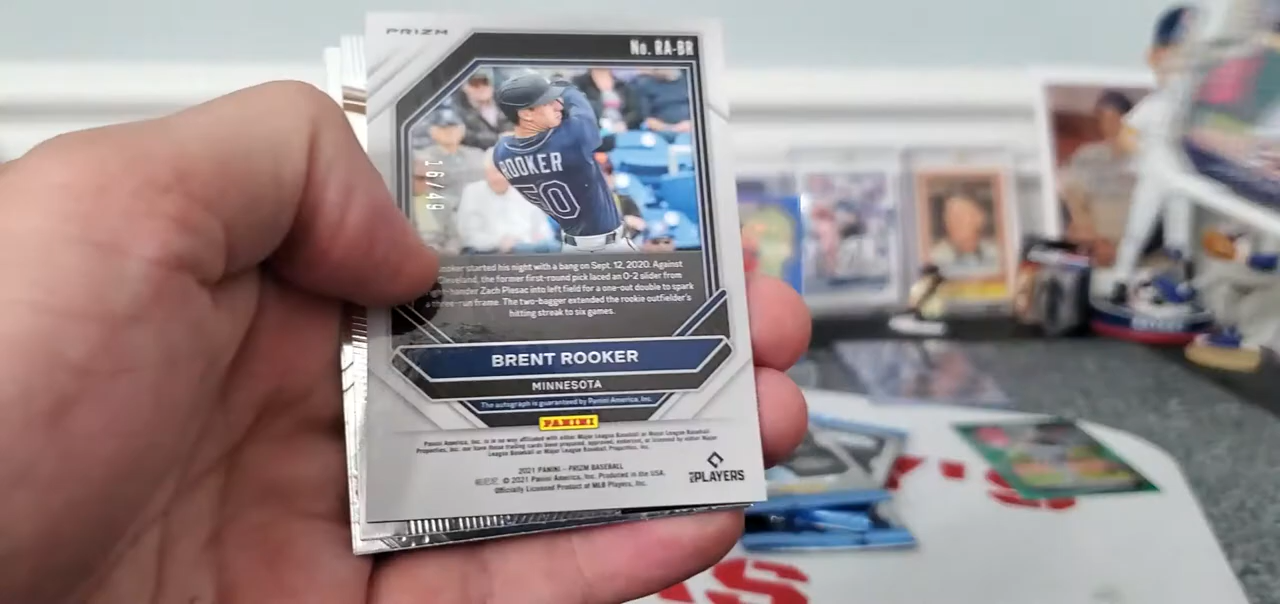 PRIZM
No. RA-BR
ROOKER
50
16/49
ooker started his night with a bang on Sept. 12, 2020. Against
Cleveland, the former first-round pick laced an 0-2 slider from
hander Zach Plesac into left field for a one-out double to spark
a three-run frame. The two-bagger extended the rookie outfielder's
hitting streak to six games.
BRENT ROOKER
MINNESOTA
The autograph is guaranteed by Panini America, Inc.
PANINI
Panini America, Inc. is in no way affiliated with either Major League Baseball or Major League Baseball
Properties, Inc. nor have these trading cards been prepared, approved, endorsed, or licensed by either Major
League Baseball or Major League Baseball Properties, Inc.
2021 PANINI – PRIZM BASEBALL
© 2021 Panini America, Inc. Produced in the USA.
Officially Licensed Product of MLB Players, Inc.
PLAYERS